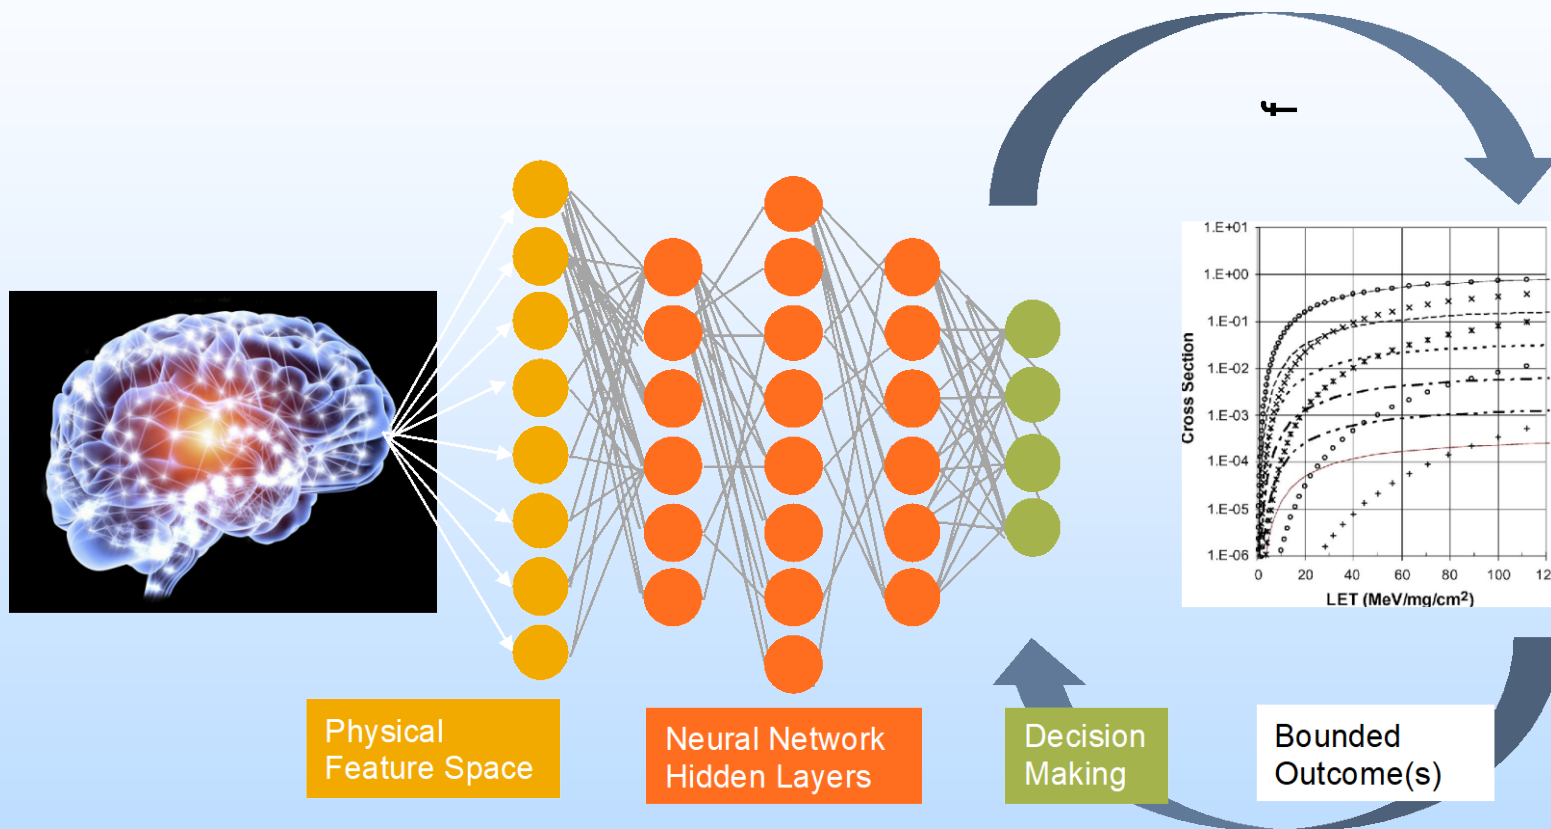 f
1.E+01
1.E+00
1.E-01
1.E-02
1.E-03
1.E-04
1.E-05
1.E-06
Cross Section
0 20 40 60 80 100 12
LET (MeV/mg/cm²)
Physical
Feature Space
Neural Network
Hidden Layers
Decision
Making
Bounded
Outcome(s)